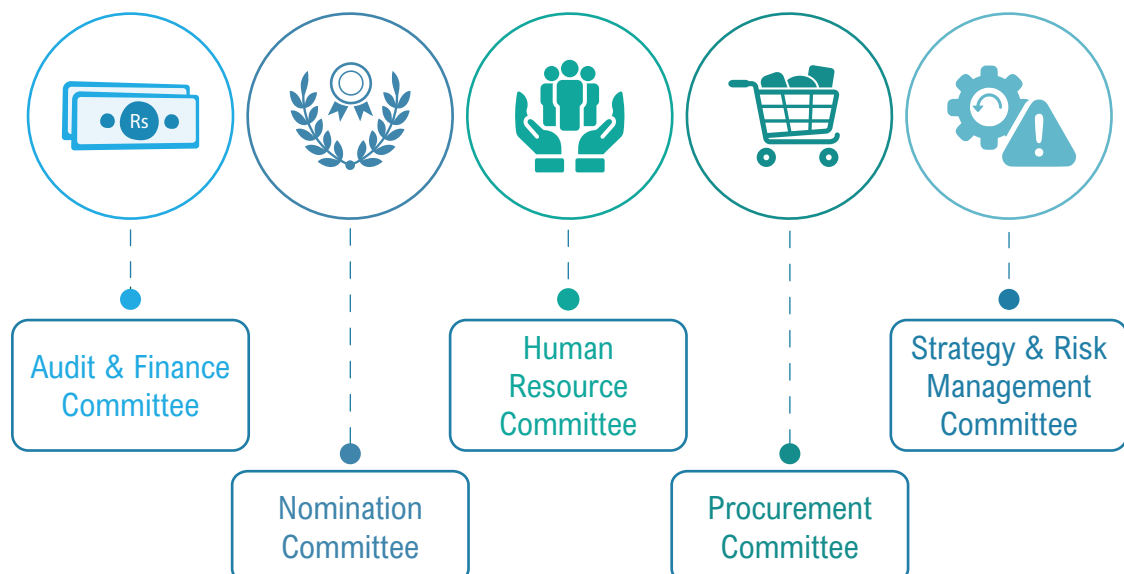 Rs
Audit & Finance
Committee
Nomination
Committee
Human
Resource
Committee
Procurement
Committee
Strategy & Risk
Management
Committee